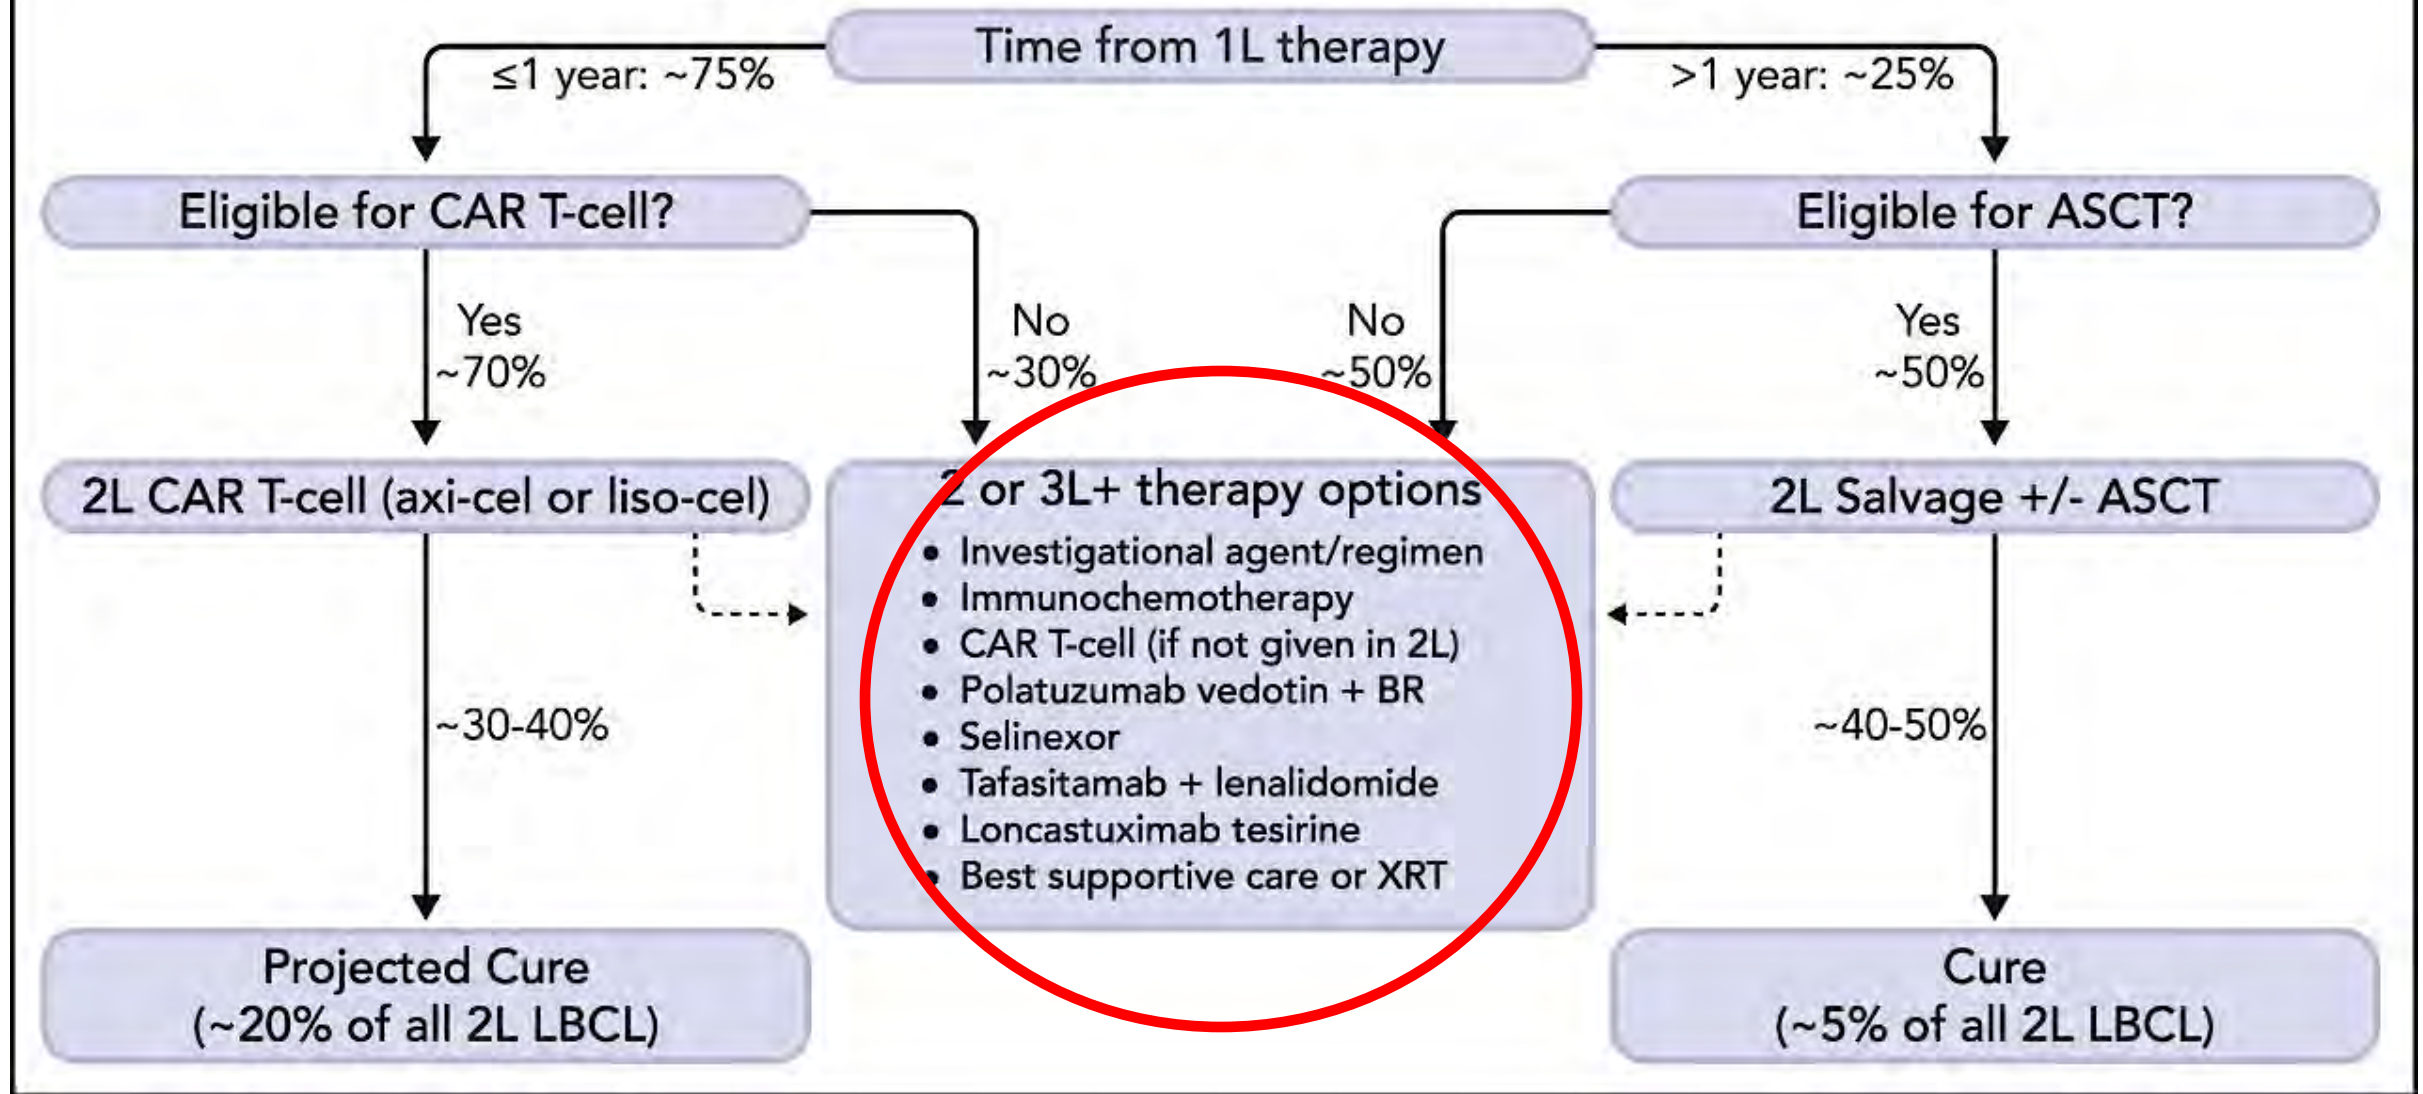 Time from 1L therapy
≤1 year: ~75%
>1 year: ~25%
Eligible for CAR T-cell?
Eligible for ASCT?
Yes
~70%
No
~30%
No
~50%
Yes
~50%
2L CAR T-cell (axi-cel or liso-cel)
2 or 3L+ therapy options
• Investigational agent/regimen
• Immunochemotherapy
• CAR T-cell (if not given in 2L)
• Polatuzumab vedotin + BR
• Selinexor
• Tafasitamab + lenalidomide
• Loncastuximab tesirine
• Best supportive care or XRT
2L Salvage +/- ASCT
~30-40%
~40-50%
Projected Cure
(~20% of all 2L LBCL)
Cure
(~5% of all 2L LBCL)